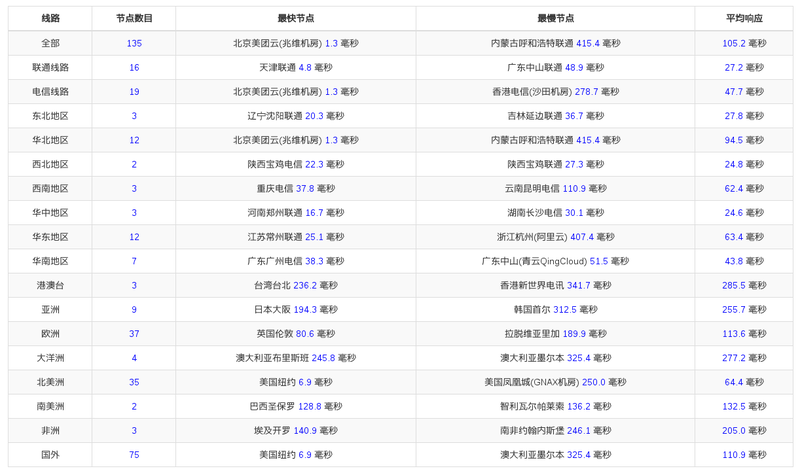 线路 节点数目 最快节点 最慢节点 平均响应
全部 135 北京美团云(兆维机房) 1.3 毫秒 内蒙古呼和浩特联通 415.4 毫秒 105.2 毫秒
联通线路 16 天津联通 4.8 毫秒 广东中山联通 48.9 毫秒 27.2 毫秒
电信线路 19 北京美团云(兆维机房) 1.3 毫秒 香港电信(沙田机房) 278.7 毫秒 47.7 毫秒
东北地区 3 辽宁沈阳联通 20.3 毫秒 吉林延边联通 36.7 毫秒 27.8 毫秒
华北地区 12 北京美团云(兆维机房) 1.3 毫秒 内蒙古呼和浩特联通 415.4 毫秒 94.5 毫秒
西北地区 2 陕西宝鸡电信 22.3 毫秒 陕西宝鸡联通 27.3 毫秒 24.8 毫秒
西南地区 3 重庆电信 37.8 毫秒 云南昆明电信 110.9 毫秒 62.4 毫秒
华中地区 3 河南郑州联通 16.7 毫秒 湖南长沙电信 30.1 毫秒 24.6 毫秒
华东地区 12 江苏常州联通 25.1 毫秒 浙江杭州(阿里云) 407.4 毫秒 63.4 毫秒
华南地区 7 广东广州电信 38.3 毫秒 广东中山(青云QingCloud) 51.5 毫秒 43.8 毫秒
港澳台 3 台湾台北 236.2 毫秒 香港新世界电讯 341.7 毫秒 285.5 毫秒
亚洲 9 日本大阪 194.3 毫秒 韩国首尔 312.5 毫秒 255.7 毫秒
欧洲 37 英国伦敦 80.6 毫秒 拉脱维亚里加 189.9 毫秒 113.6 毫秒
大洋洲 4 澳大利亚布里斯班 245.8 毫秒 澳大利亚墨尔本 325.4 毫秒 277.2 毫秒
北美洲 35 美国纽约 6.9 毫秒 美国凤凰城(GNAX机房) 250.0 毫秒 64.4 毫秒
南美洲 2 巴西圣保罗 128.8 毫秒 智利瓦尔帕莱索 136.2 毫秒 132.5 毫秒
非洲 3 埃及开罗 140.9 毫秒 南非约翰内斯堡 246.1 毫秒 205.0 毫秒
国外 75 美国纽约 6.9 毫秒 澳大利亚墨尔本 325.4 毫秒 110.9 毫秒